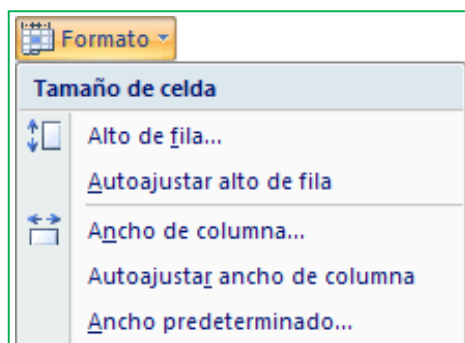 Formato
Tamaño de celda
Alto de fila...
Autoajustar alto de fila
Ancho de columna...
Autoajustar ancho de columna
Ancho predeterminado...